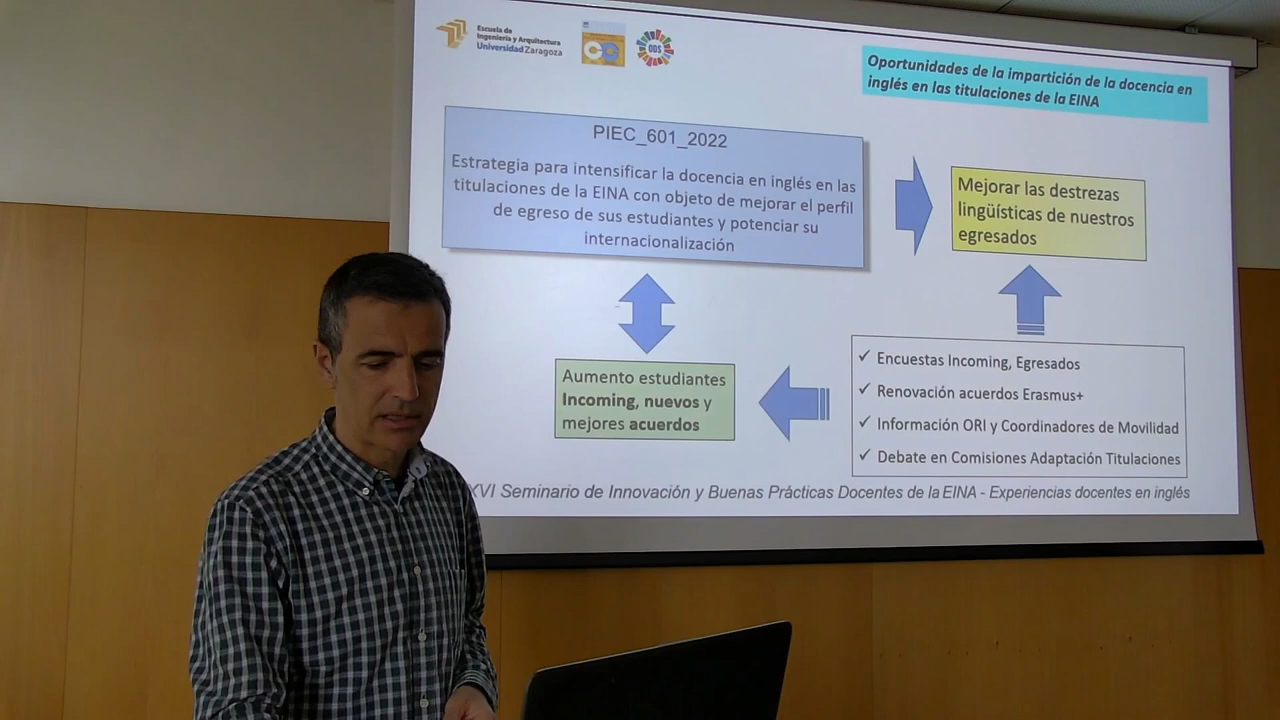 Escuela de
Ingeniería y Arquitectura
Universidad Zaragoza
ODS
Oportunidades de la impartición de la docencia en
inglés en las titulaciones de la EINA
PIEC_601_2022
Estrategia para intensificar la docencia en inglés en las
titulaciones de la EINA con objeto de mejorar el perfil
de egreso de sus estudiantes y potenciar su
internacionalización
Mejorar las destrezas
lingüísticas de nuestros
egresados
Aumento estudiantes
Incoming, nuevos y
mejores acuerdos
✓ Encuestas Incoming, Egresados
✓ Renovación acuerdos Erasmus+
✓ Información ORI y Coordinadores de Movilidad
✓ Debate en Comisiones Adaptación Titulaciones
XVI Seminario de Innovación y Buenas Prácticas Docentes de la EINA - Experiencias docentes en inglés